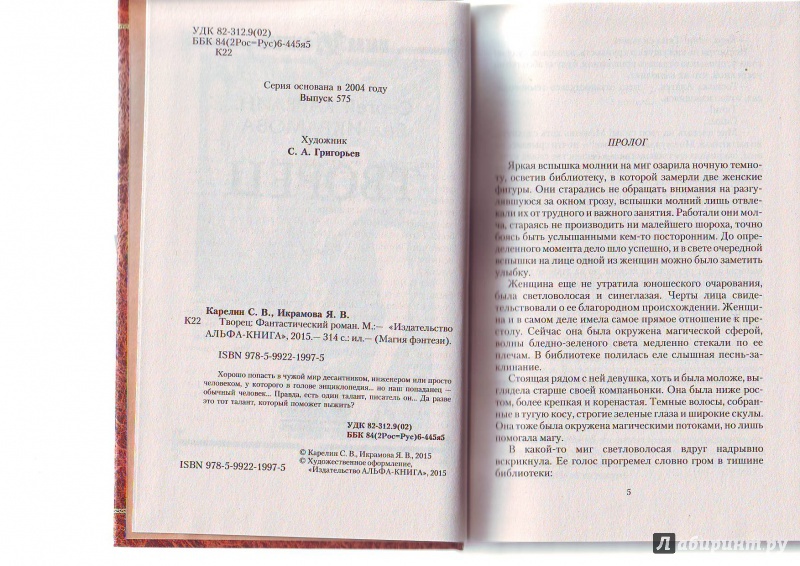 УДК 82-312.9(02)
ББК 84(2Рос=Рус)6-445я5
К22
Серия основана в 2004 году
Выпуск 575
Художник
С. А. Григорьев
Карелин С. В., Икрамова Я. В.
К22 Творец: Фантастический роман. М.:— «Издательство
АЛЬФА-КНИГА», 2015.— 314 с.: ил.— (Магия фэнтези).
ISBN 978-5-9922-1997-5
Хорошо попасть в чужой мир десантником, инженером или просто
человеком, у которого в голове энциклопедия... но наш попаданец —
обычный человек... Правда, есть один талант, писатель он... Да разве
это тот талант, который поможет выжить?
УДК 82-312.9(02)
ББК 84(2Рос=Рус)6-445я5
© Карелин С. В., Икрамова Я. В., 2015
© Художественное оформление,
«Издательство АЛЬФА-КНИГА», 2015
ISBN 978-5-9922-1997-5
ПРОЛОГ
Яркая вспышка молнии на миг озарила ночную темно-
ту, осветив библиотеку, в которой замерли две женские
фигуры. Они старались не обращать внимания на разгу-
лявшуюся за окном грозу, вспышки молний лишь отвле-
кали их от трудного и важного занятия. Работали они мол-
ча, стараясь не производить ни малейшего шороха, точно
боясь быть услышанными кем-то посторонним. До опре-
деленного момента дело шло успешно, и в свете очередной
вспышки на лице одной из женщин можно было заметить
улыбку.
Женщина еще не утратила юношеского очарования,
была светловолосая и синеглазая. Черты лица свиде-
тельствовали о ее благородном происхождении. Женщи-
на и в самом деле имела самое прямое отношение к пре-
столу. Сейчас она была окружена магической сферой,
волны бледно-зеленого света медленно стекали по ее
плечам. В библиотеке полилась еле слышная песнь-за-
клинание.
Стоящая рядом с ней девушка, хоть и была моложе, вы-
глядела старше своей компаньонки. Она была ниже рос-
том, более крепкая и коренастая. Темные волосы, собран-
ные в тугую косу, строгие зеленые глаза и широкие скулы.
Она тоже была окружена магическими потоками, но лишь
помогала магу.
В какой-то миг светловолосая вдруг надрывно
вскрикнула. Ее голос прогремел словно гром в тишине
библиотеки:
5
Лабиринт.ру